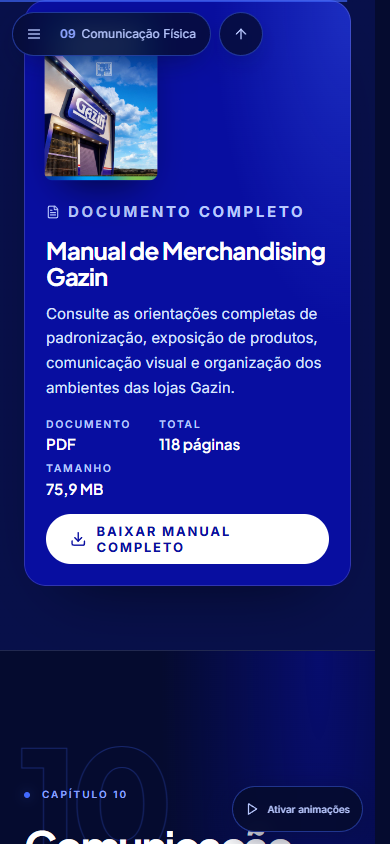 09 Comunicação Física
Gazin
DOCUMENTO COMPLETO
Manual de Merchandising
Gazin
Consulte as orientações completas de
padronização, exposição de produtos,
comunicação visual e organização dos
ambientes das lojas Gazin.
DOCUMENTO TOTAL
PDF 118 páginas
TAMANHO
75,9 MB
BAIXAR MANUAL
COMPLETO
10
CAPÍTULO 10
Ativar animações
Comunicação